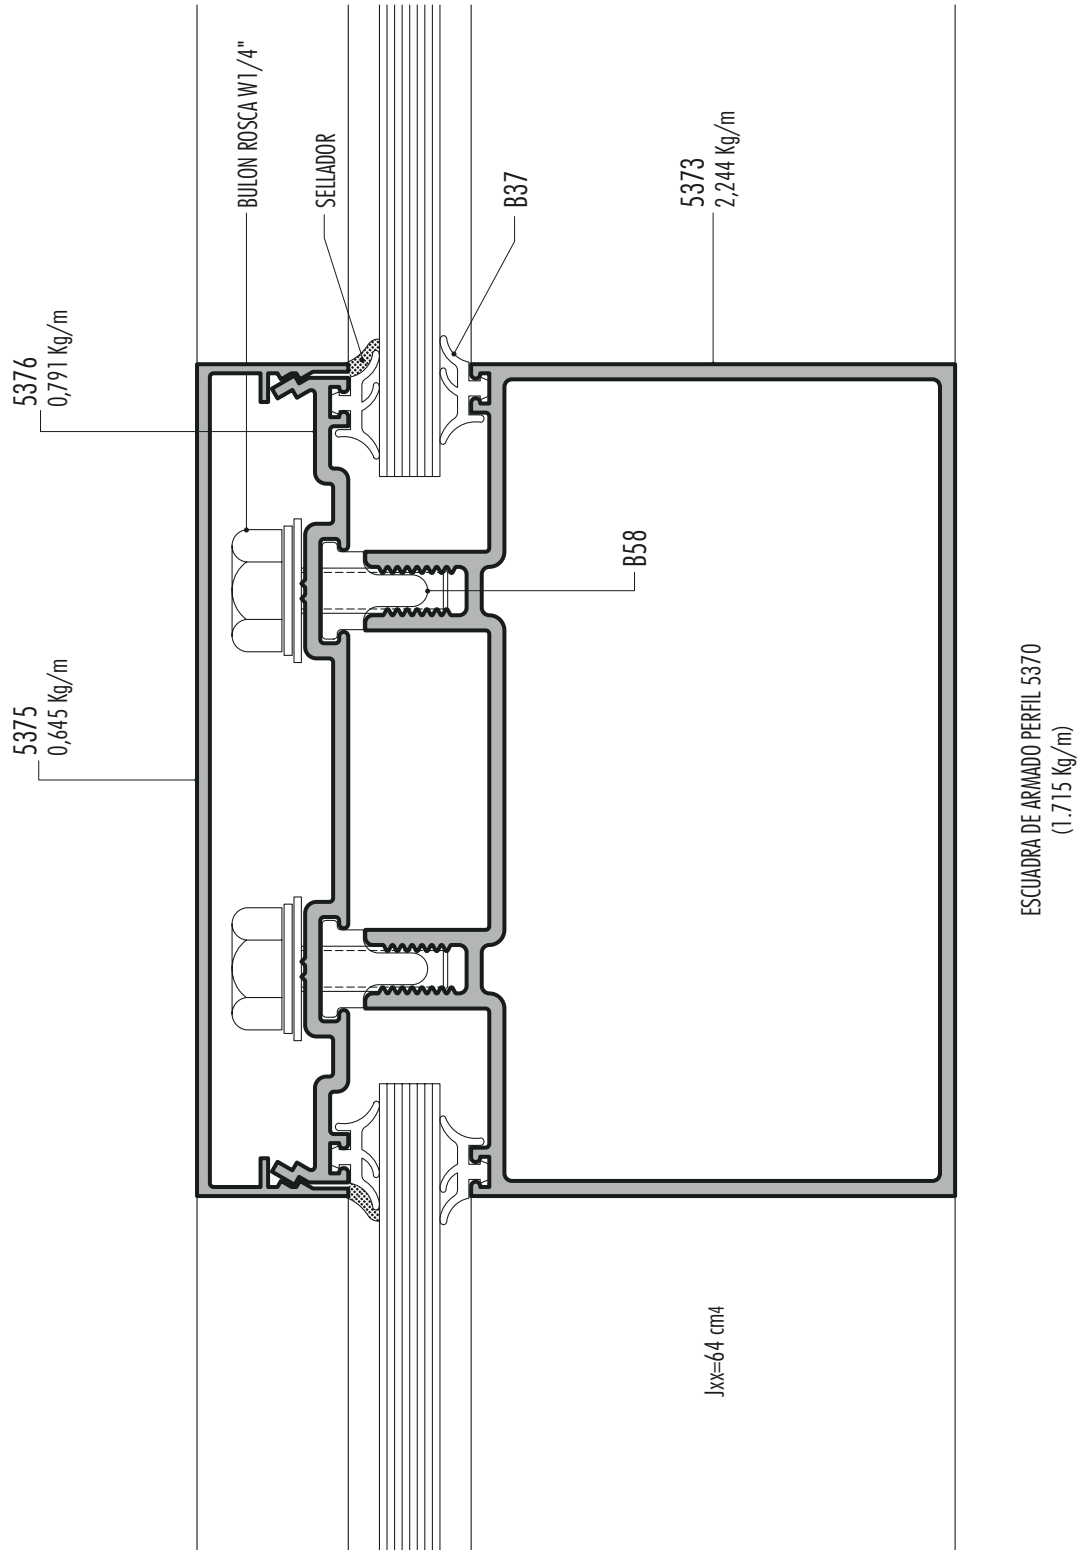 5375
0,645 Kg/m
5376
0,791 Kg/m
BULON ROSCA W1/4"
SELLADOR
B37
5373
2,244 Kg/m
B58
Jxx=64 cm4
ESCUADRA DE ARMADO PERFIL 5370
(1.715 Kg/m)